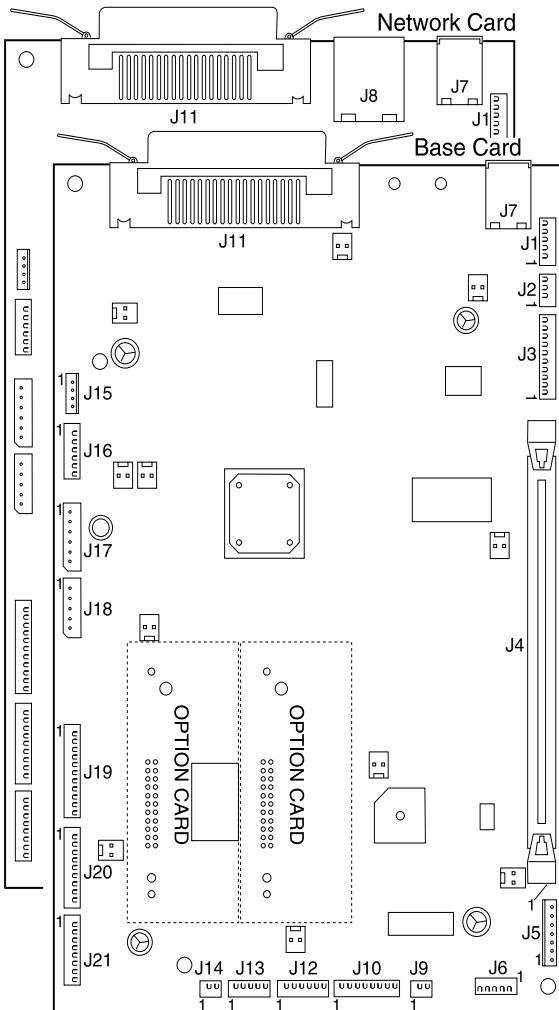 Network Card
J11
J8
J7
J1
Base Card
J11
J7
J1
1
J2
1
J3
1
1
J15
1
J16
1
J17
1
J18
J4
OPTION CARD
OPTION CARD
1
J19
1
J20
1
J21
1
J5
1
J14
J13
J12
J10
J9
J6
1
1
1
1
1
1
1